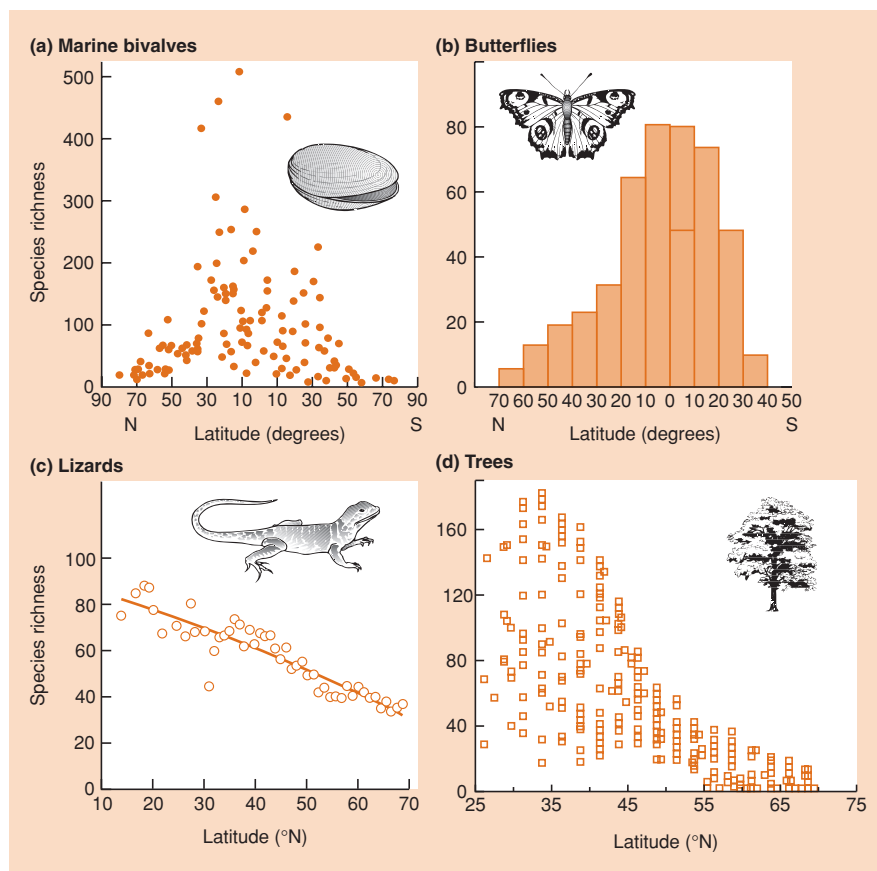 (a) Marine bivalves
500
400
300
200
100
0
Species richness
90 70 50 30 10 10 30 50 70 90
N S
Latitude (degrees)
(b) Butterflies
80
60
40
20
0
70 60 50 40 30 20 10 0 10 20 30 40 50
N S
Latitude (degrees)
(c) Lizards
100
80
60
40
20
0
Species richness
10 20 30 40 50 60 70
Latitude (°N)
(d) Trees
160
120
80
40
0
25 35 45 55 65 75
Latitude (°N)